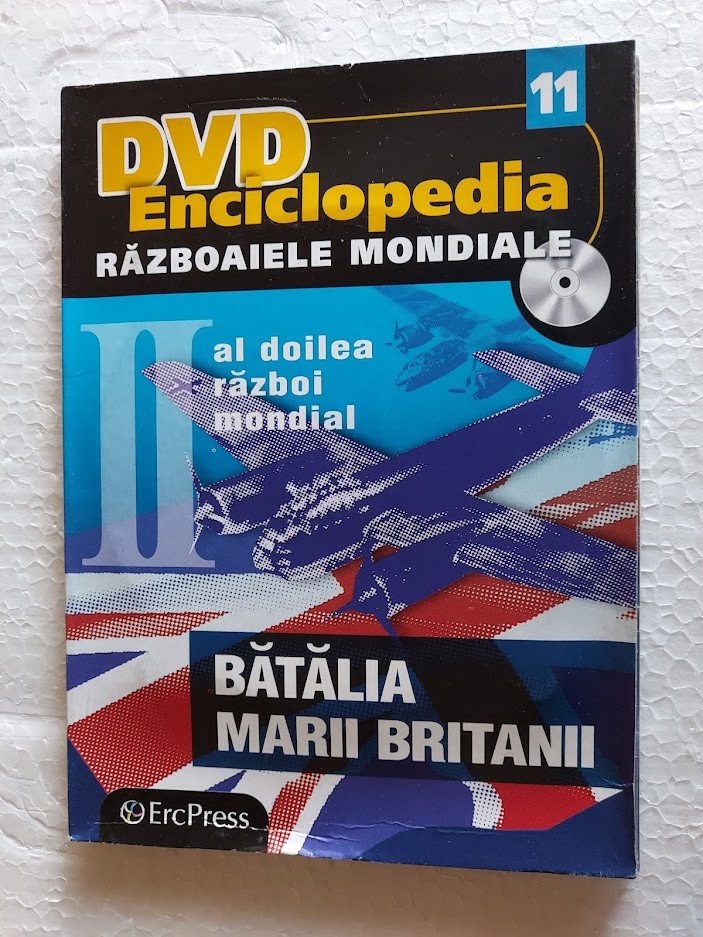 11
DVD
Enciclopedia
RĂZBOAIELE MONDIALE
II
al doilea
război
mondial
BĂTĂLIA
MARII BRITANII
ErcPress